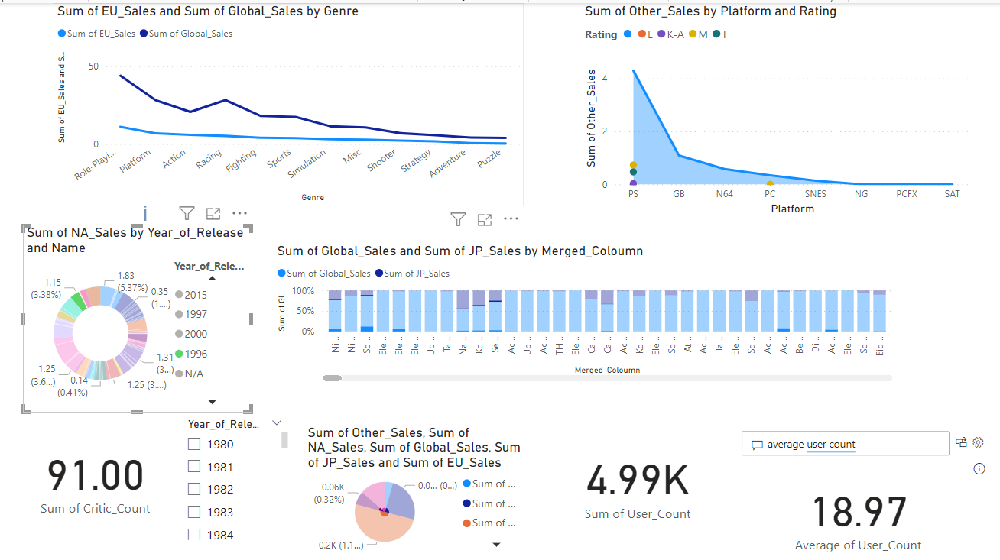 Sum of EU_Sales and Sum of Global_Sales by Genre
Sum of EU_Sales Sum of Global_Sales
Sum of EU_Sales and S...
50
0
Role-Playi...
Platform
Action
Racing
Fighting
Sports
Simulation
Misc
Shooter
Strategy
Adventure
Puzzle
Genre
Sum of Other_Sales by Platform and Rating
Rating E K-A M T
Sum of Other_Sales
4
2
0
PS GB N64 PC SNES NG PCFX SAT
Platform
i
Sum of NA_Sales by Year_of_Release
and Name
Year_of_Rele...
2015
1997
2000
1996
N/A
1.83
(5.37%)
0.35
(1....)
1.31
(3...)
1.25 (3....)
0.14
(0.41%)
1.25
(3.6...)
1.15
(3.38%)
Sum of Global_Sales and Sum of JP_Sales by Merged_Coloumn
Sum of Global_Sales Sum of JP_Sales
Sum of Gl...
100%
50%
0%
Ni...
Ni...
So...
Ele...
Ele...
Ele...
Ub...
Ta...
Na...
Ko...
Se...
Ac...
Ub...
Ac...
TH...
Ele...
Ca...
Ca...
Ac...
Ko...
Ele...
So...
At...
Ac...
Ta...
Ele...
Sq...
Ac...
Ac...
Be...
Di...
Ac...
Ele...
So...
Eid...
Merged_Coloumn
91.00
Sum of Critic_Count
Year_of_Rele...
1980
1981
1982
1983
1984
Sum of Other_Sales, Sum of
NA_Sales, Sum of Global_Sales, Sum
of JP_Sales and Sum of EU_Sales
0.06K
(0.32%)
0.0... (0...)
0.2K (1.1...)
Sum of ...
Sum of ...
Sum of ...
4.99K
Sum of User_Count
average user count
18.97
Average of User_Count